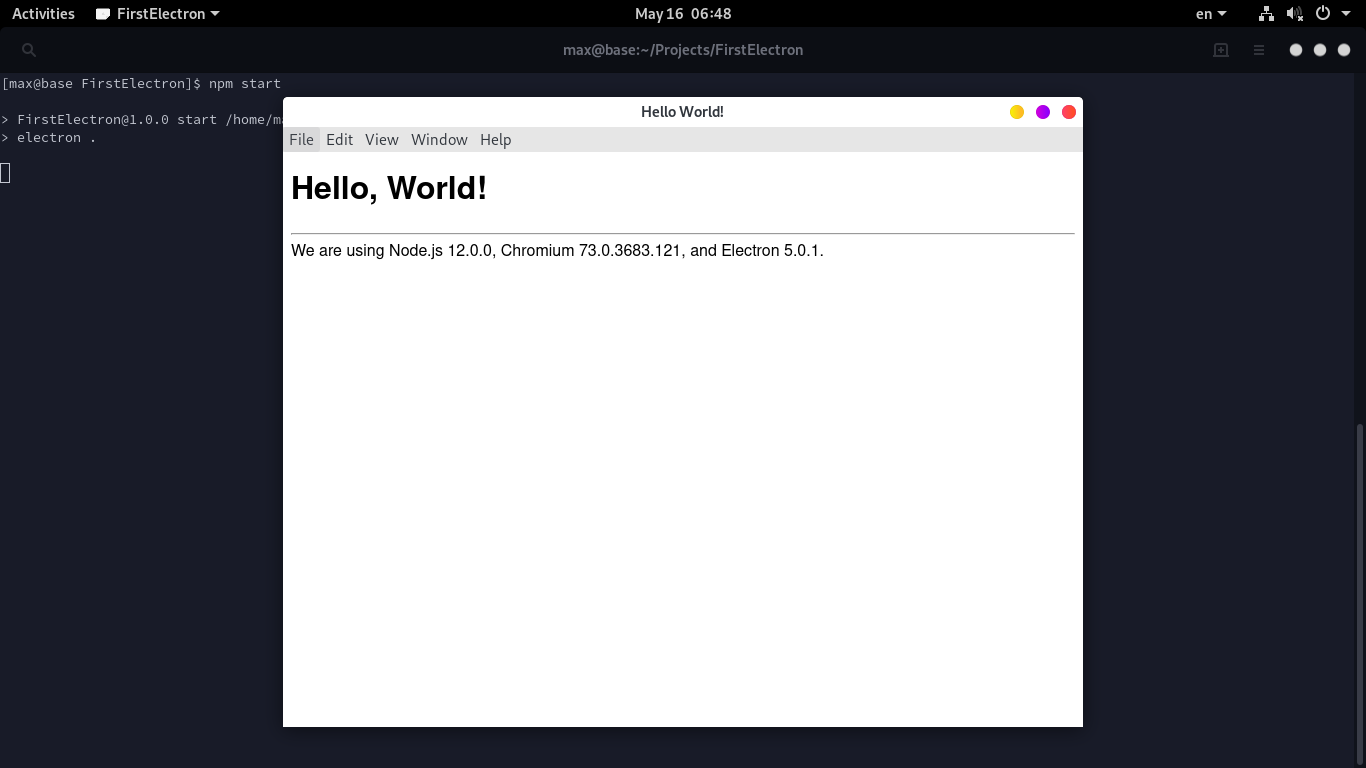 Activities FirstElectron May 16 06:48 en
max@base:~/Projects/FirstElectron
[max@base FirstElectron]$ npm start
> FirstElectron@1.0.0 start /home/m
> electron .
Hello World!
File Edit View Window Help
Hello, World!
We are using Node.js 12.0.0, Chromium 73.0.3683.121, and Electron 5.0.1.